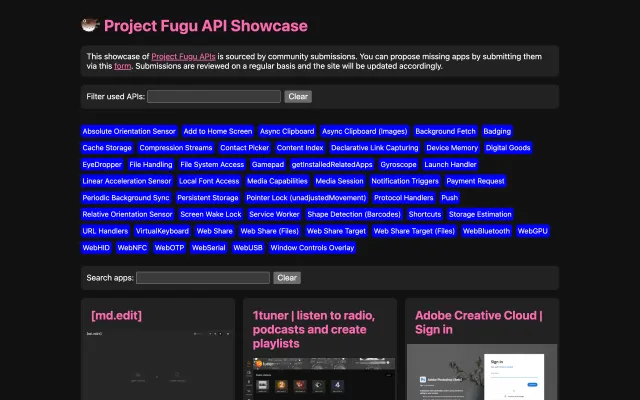 Project Fugu API Showcase
This showcase of Project Fugu APIs is sourced by community submissions. You can propose missing apps by submitting them
via this form. Submissions are reviewed on a regular basis and the site will be updated accordingly.
Filter used APIs: Clear
Absolute Orientation Sensor Add to Home Screen Async Clipboard Async Clipboard (Images) Background Fetch Badging
Cache Storage Compression Streams Contact Picker Content Index Declarative Link Capturing Device Memory Digital Goods
EyeDropper File Handling File System Access Gamepad getInstalledRelatedApps Gyroscope Launch Handler
Linear Acceleration Sensor Local Font Access Media Capabilities Media Session Notification Triggers Payment Request
Periodic Background Sync Persistent Storage Pointer Lock (unadjustedMovement) Protocol Handlers Push
Relative Orientation Sensor Screen Wake Lock Service Worker Shape Detection (Barcodes) Shortcuts Storage Estimation
URL Handlers VirtualKeyboard Web Share Web Share (Files) Web Share Target Web Share Target (Files) WebBluetooth WebGPU
WebHID WebNFC WebOTP WebSerial WebUSB Window Controls Overlay
Search apps: Clear
[md.edit]
1tuner | listen to radio,
podcasts and create
playlists
Adobe Creative Cloud |
Sign in
[md.edit]
Sign in